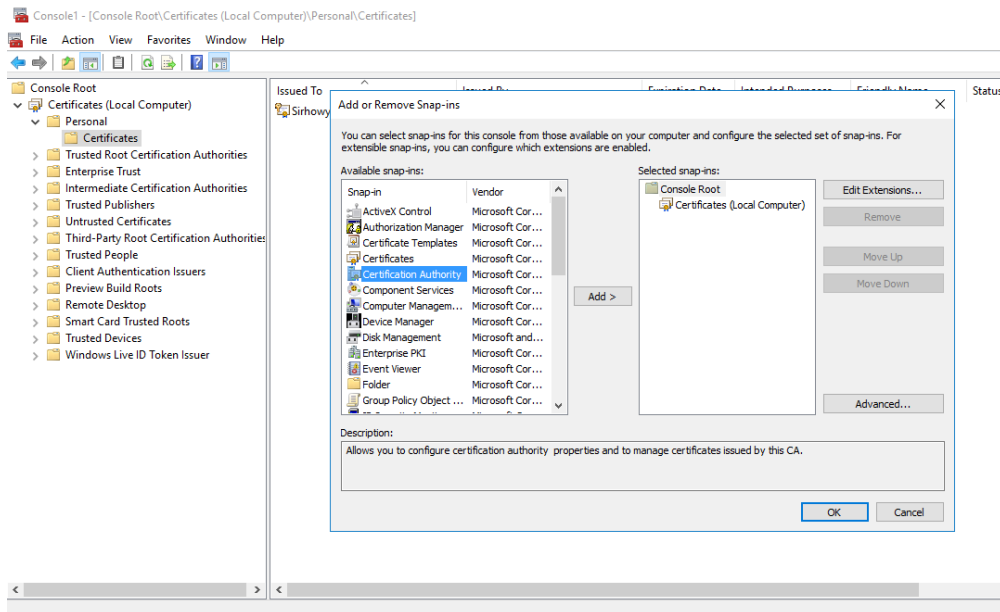 Console1 - [Console Root\Certificates (Local Computer)\Personal\Certificates]
File Action View Favorites Window Help
Console Root
Certificates (Local Computer)
Personal
Certificates
Trusted Root Certification Authorities
Enterprise Trust
Intermediate Certification Authorities
Trusted Publishers
Untrusted Certificates
Third-Party Root Certification Authorities
Trusted People
Client Authentication Issuers
Preview Build Roots
Remote Desktop
Smart Card Trusted Roots
Trusted Devices
Windows Live ID Token Issuer
Issued To Issued By Expiration Date Intended Purposes Friendly Name Status
Sirhowy
Add or Remove Snap-ins
You can select snap-ins for this console from those available on your computer and configure the selected set of snap-ins. For
extensible snap-ins, you can configure which extensions are enabled.
Available snap-ins:
Snap-in Vendor
ActiveX Control Microsoft Cor...
Authorization Manager Microsoft Cor...
Certificate Templates Microsoft Cor...
Certificates Microsoft Cor...
Certification Authority Microsoft Cor...
Component Services Microsoft Cor...
Computer Managem... Microsoft Cor...
Device Manager Microsoft Cor...
Disk Management Microsoft and...
Enterprise PKI Microsoft Cor...
Event Viewer Microsoft Cor...
Folder Microsoft Cor...
Group Policy Object ... Microsoft Cor...
Add >
Selected snap-ins:
Console Root
Certificates (Local Computer)
Edit Extensions...
Remove
Move Up
Move Down
Advanced...
Description:
Allows you to configure certification authority properties and to manage certificates issued by this CA.
OK Cancel